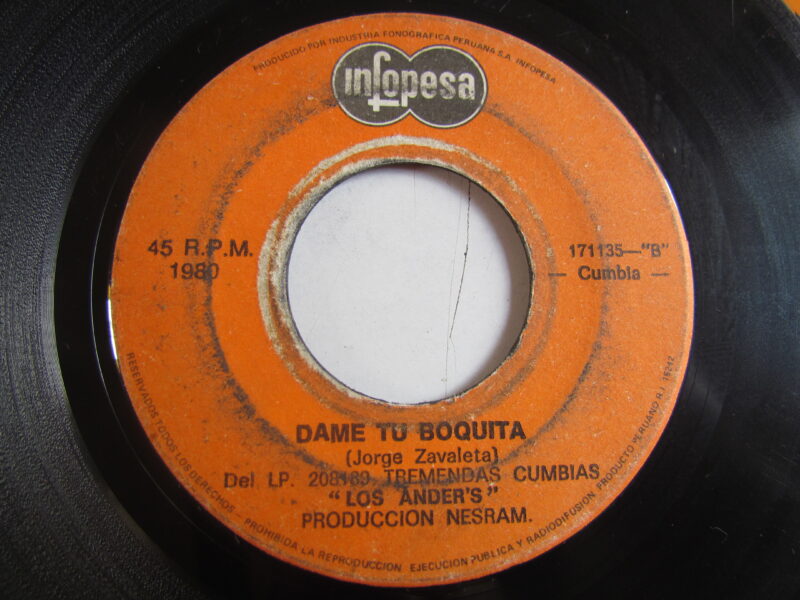 PRODUCIDO POR INDUSTRIA FONOGRAFICA PERUANA S.A. INFOPESA
infopesa
45 R.P.M.
1980
171135—"B"
— Cumbia —
DAME TU BOQUITA
(Jorge Zavaleta)
Del LP. 208189 TREMENDAS CUMBIAS
"LOS ANDER'S"
PRODUCCION NESRAM.
RESERVADOS TODOS LOS DERECHOS - PROHIBIDA LA REPRODUCCION EJECUCION PUBLICA Y RADIODIFUSION PRODUCTO PERUANO R.I. 16242